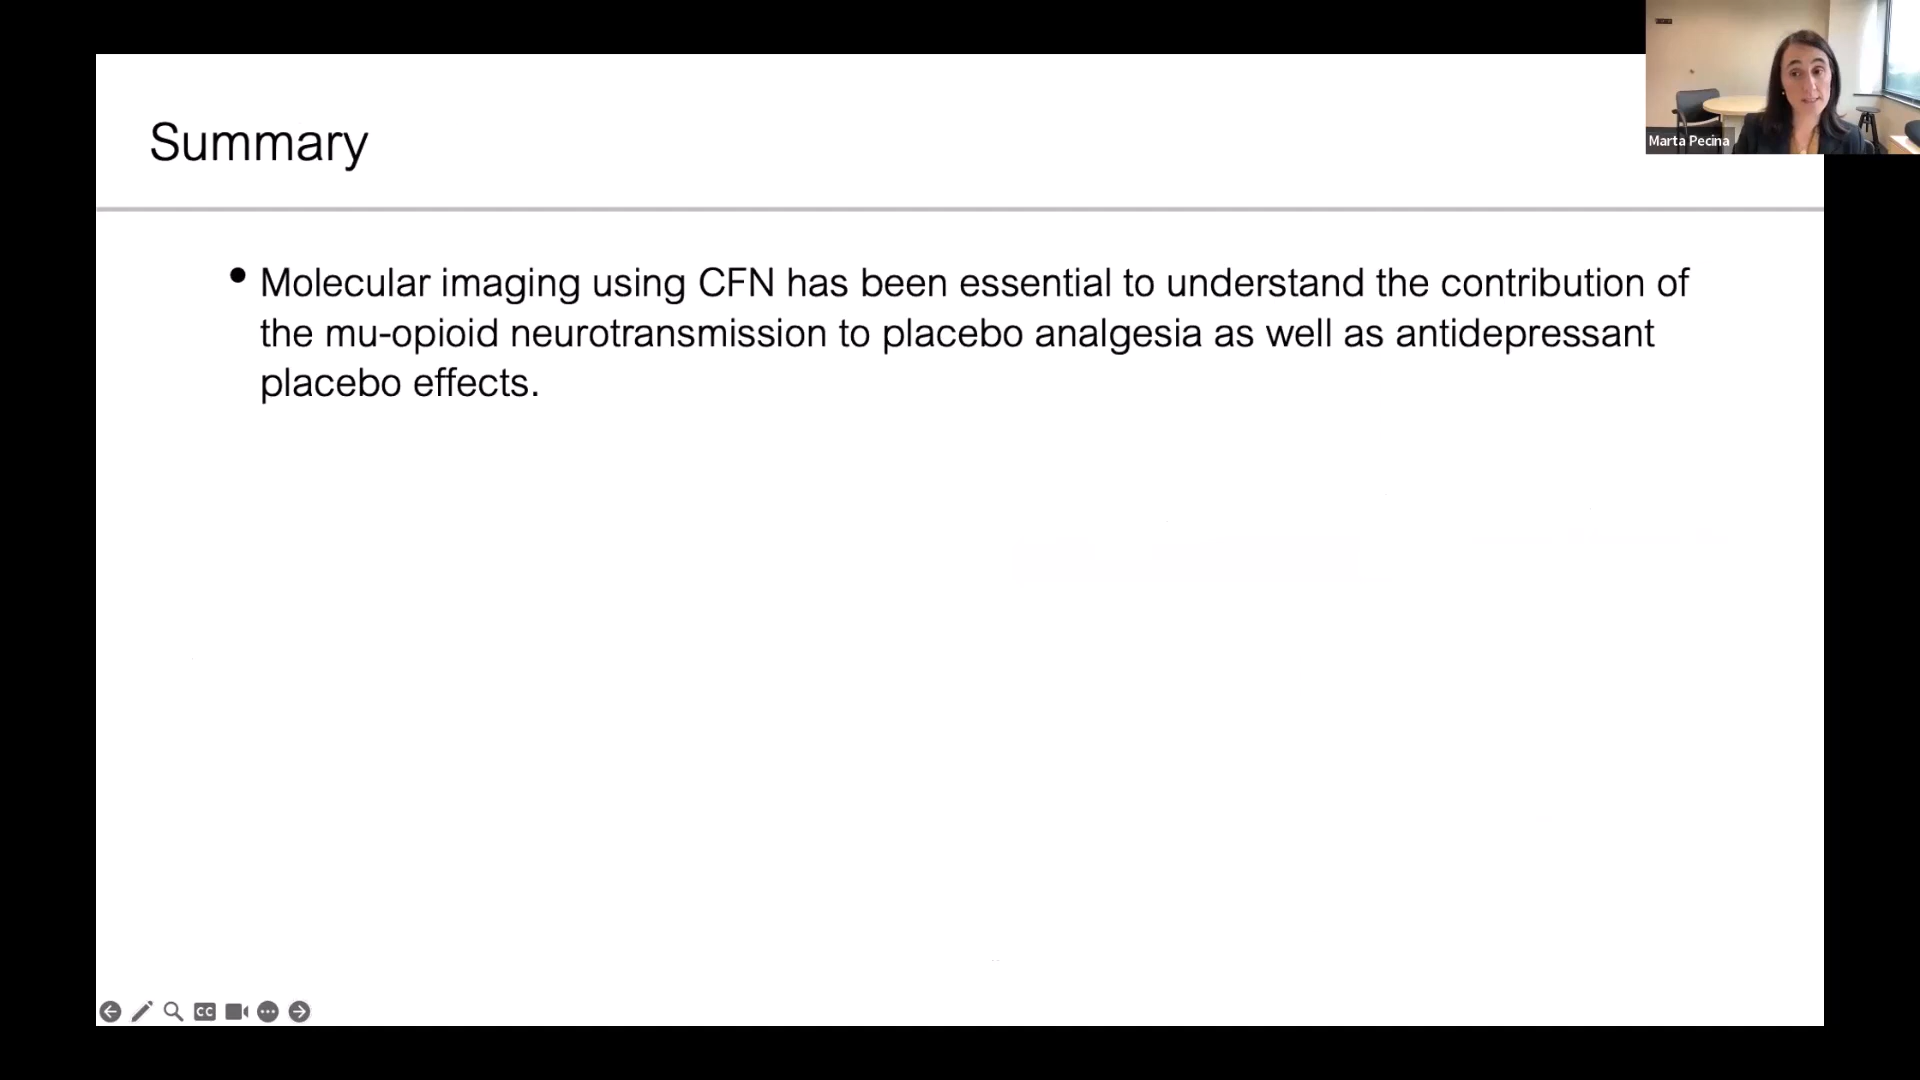 Summary
Marta Pecina
• Molecular imaging using CFN has been essential to understand the contribution of
the mu-opioid neurotransmission to placebo analgesia as well as antidepressant
placebo effects.
CC